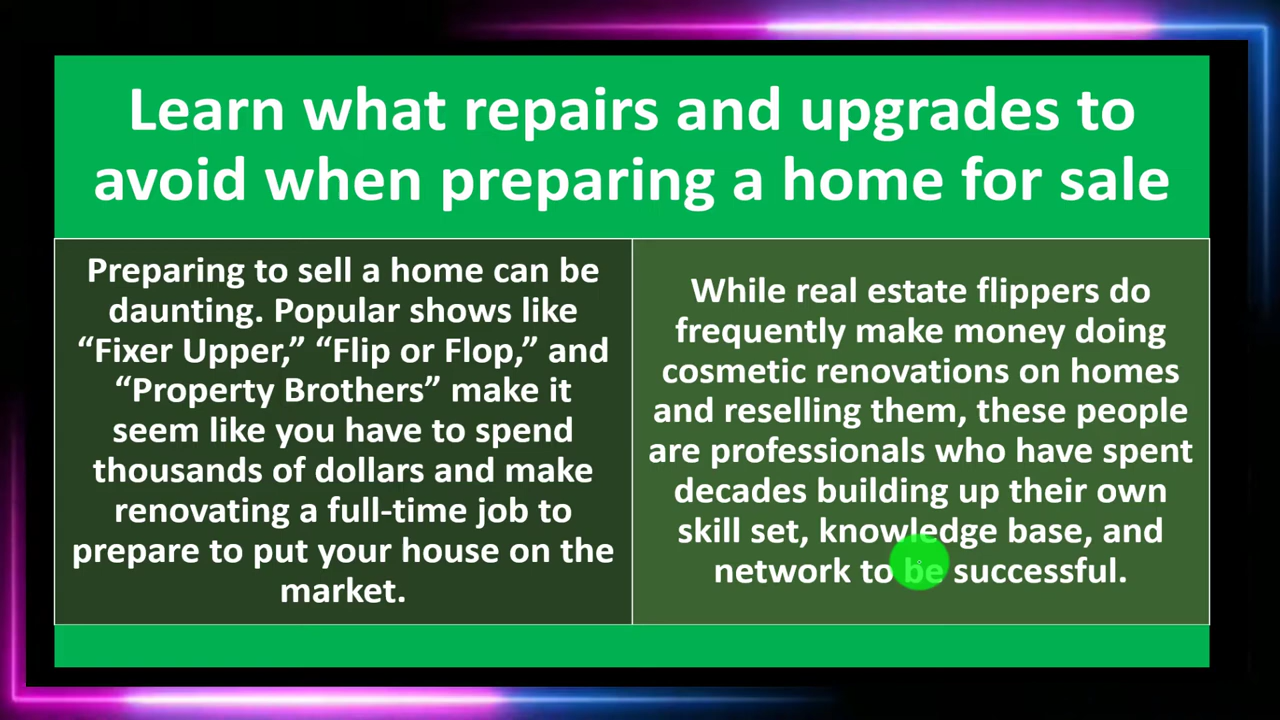 Learn what repairs and upgrades to
avoid when preparing a home for sale
Preparing to sell a home can be
daunting. Popular shows like
“Fixer Upper,” “Flip or Flop,” and
“Property Brothers” make it
seem like you have to spend
thousands of dollars and make
renovating a full-time job to
prepare to put your house on the
market.
While real estate flippers do
frequently make money doing
cosmetic renovations on homes
and reselling them, these people
are professionals who have spent
decades building up their own
skill set, knowledge base, and
network to be successful.